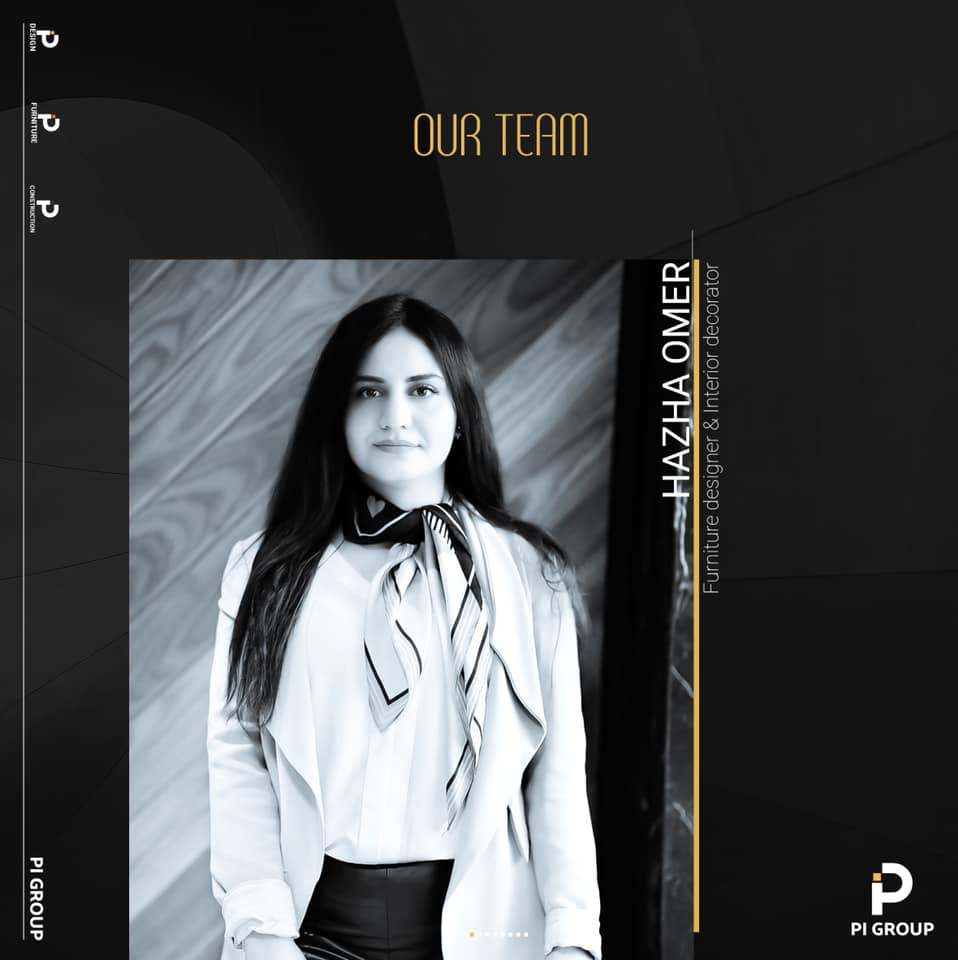 DESIGN
FURNITURE
CONSTRUCTION
OUR TEAM
HAZHA OMER
Furniture designer & Interior decorator
PI GROUP
PI GROUP